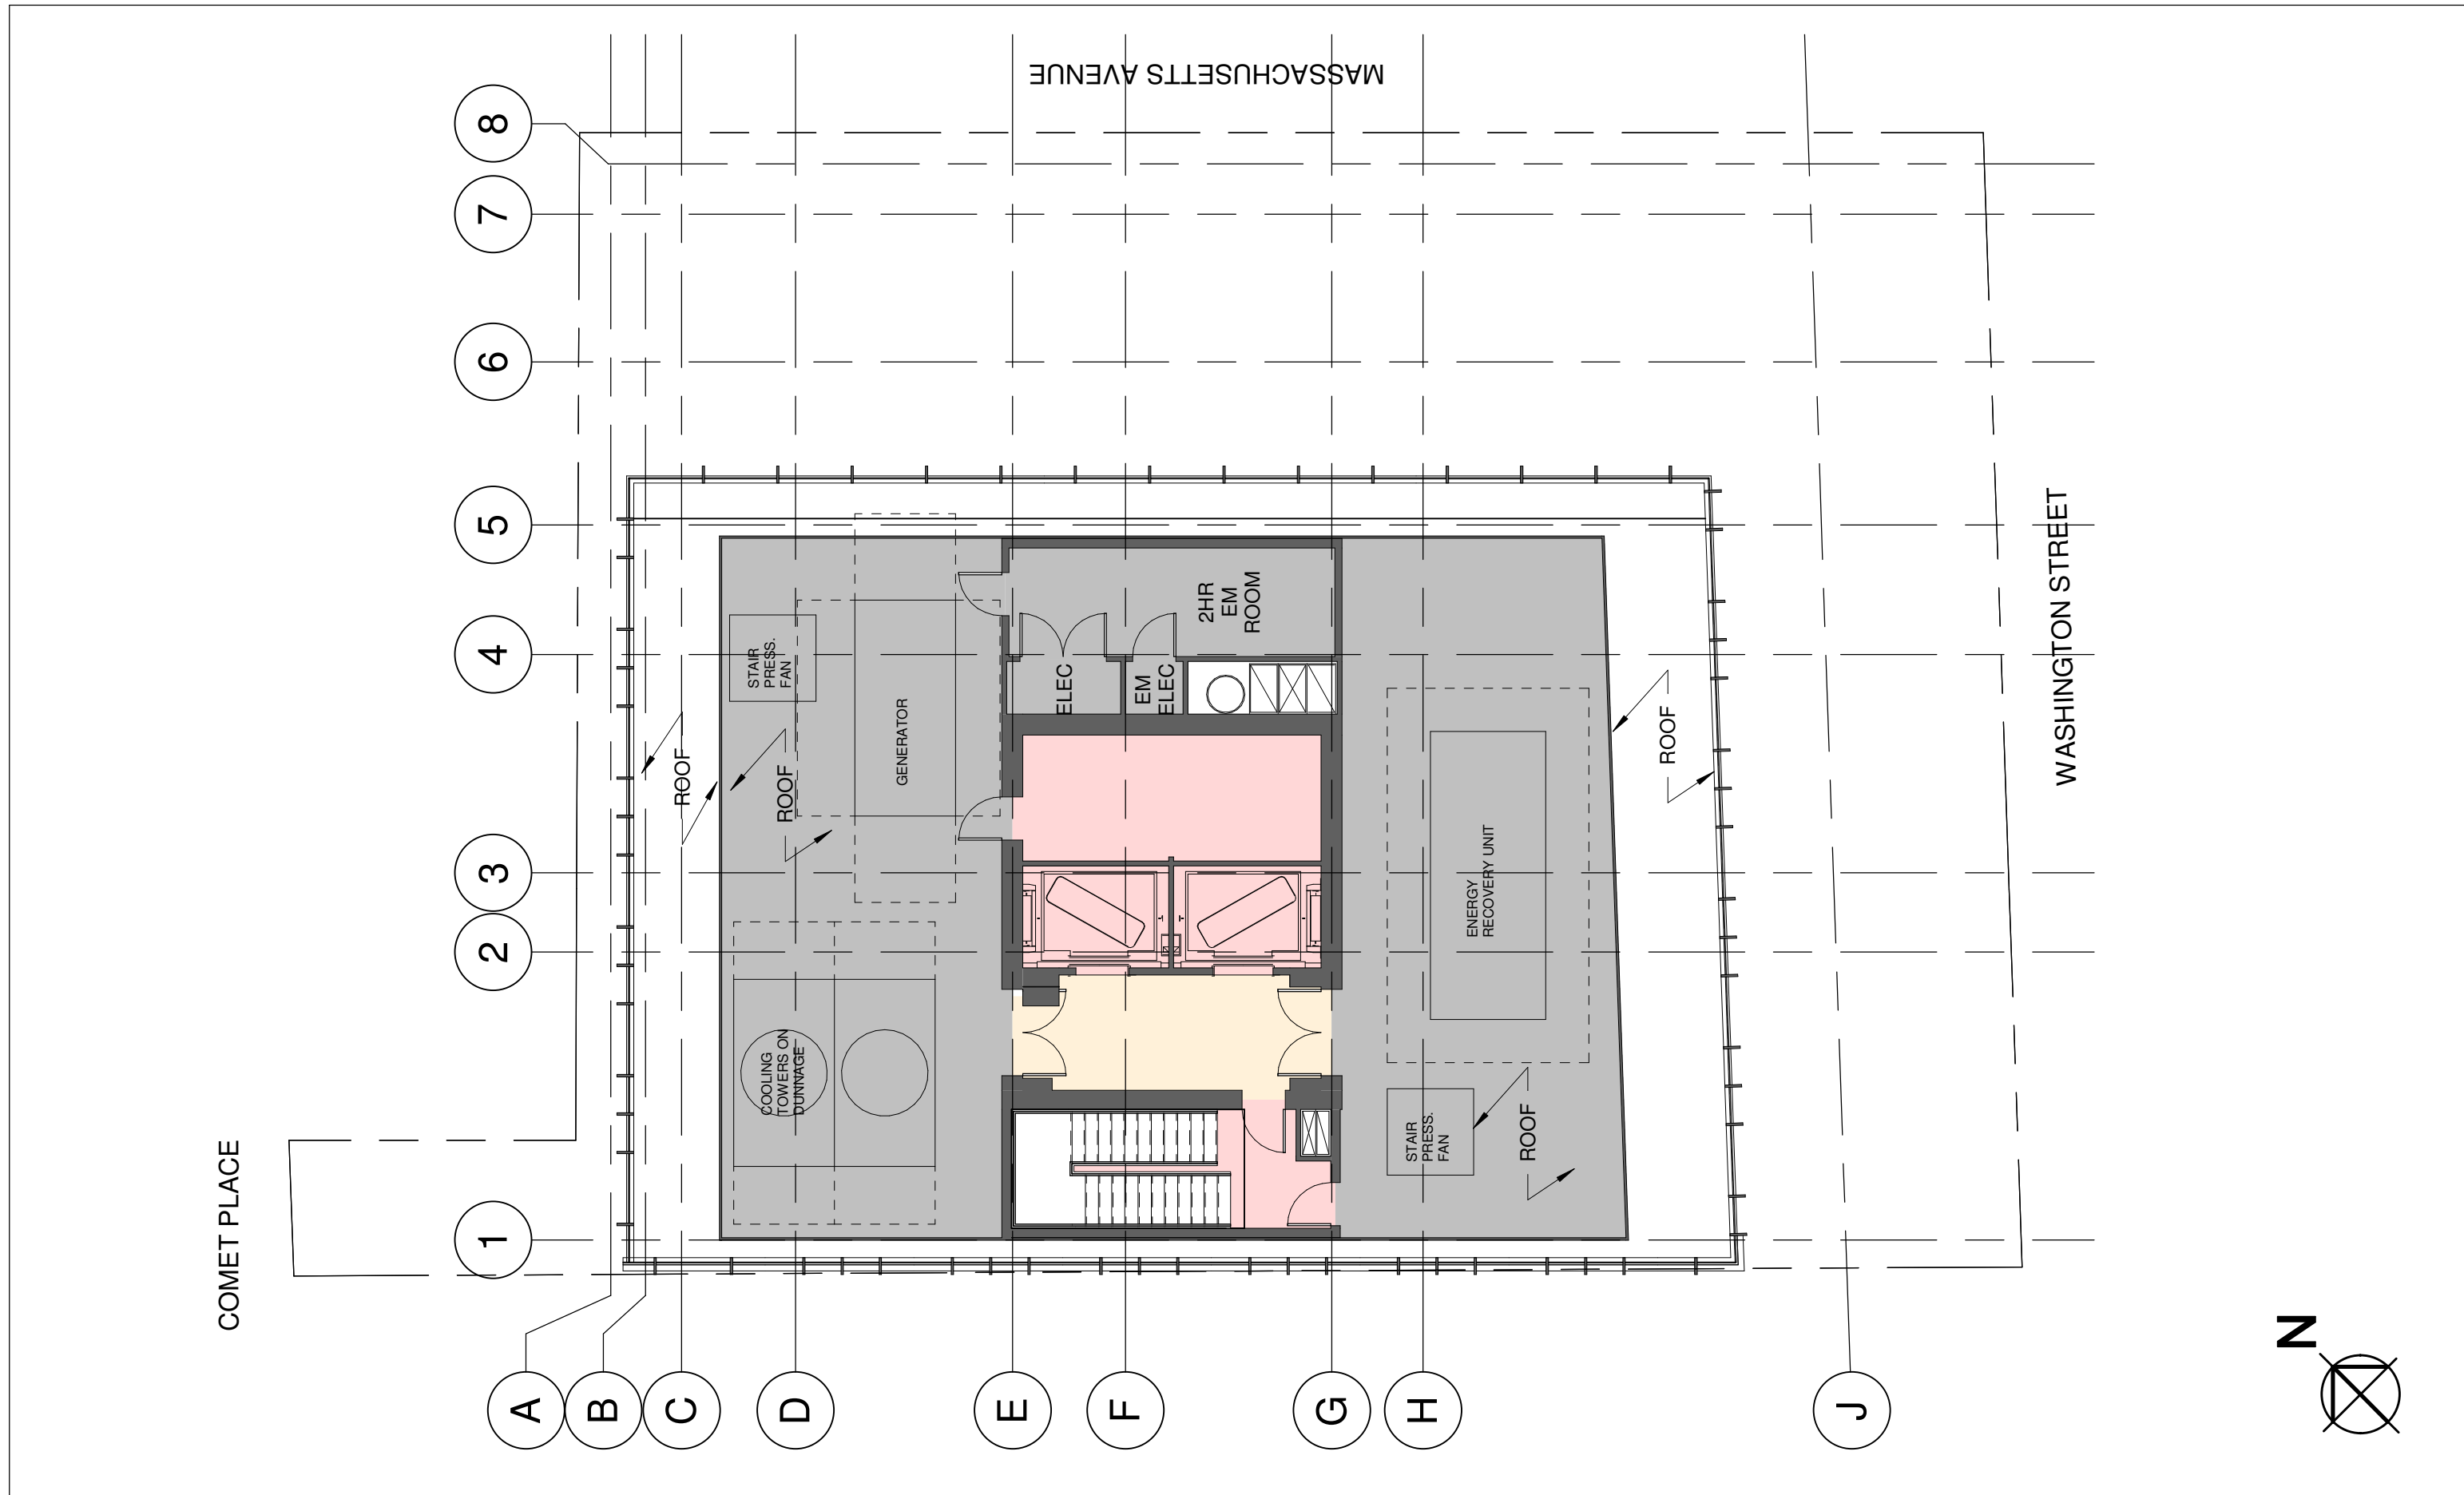 MASSACHUSETTS AVENUE
8
7
6
5
4
3
2
1
2HR
EM
ROOM
STAIR
PRESS.
FAN
ELEC
EM
ELEC
GENERATOR
ROOF
ROOF
ROOF
WASHINGTON STREET
ENERGY
RECOVERY UNIT
COOLING
TOWERS ON
DUNNAGE
STAIR
PRESS.
FAN
ROOF
COMET PLACE
A
B
C
D
E
F
G
H
J
N